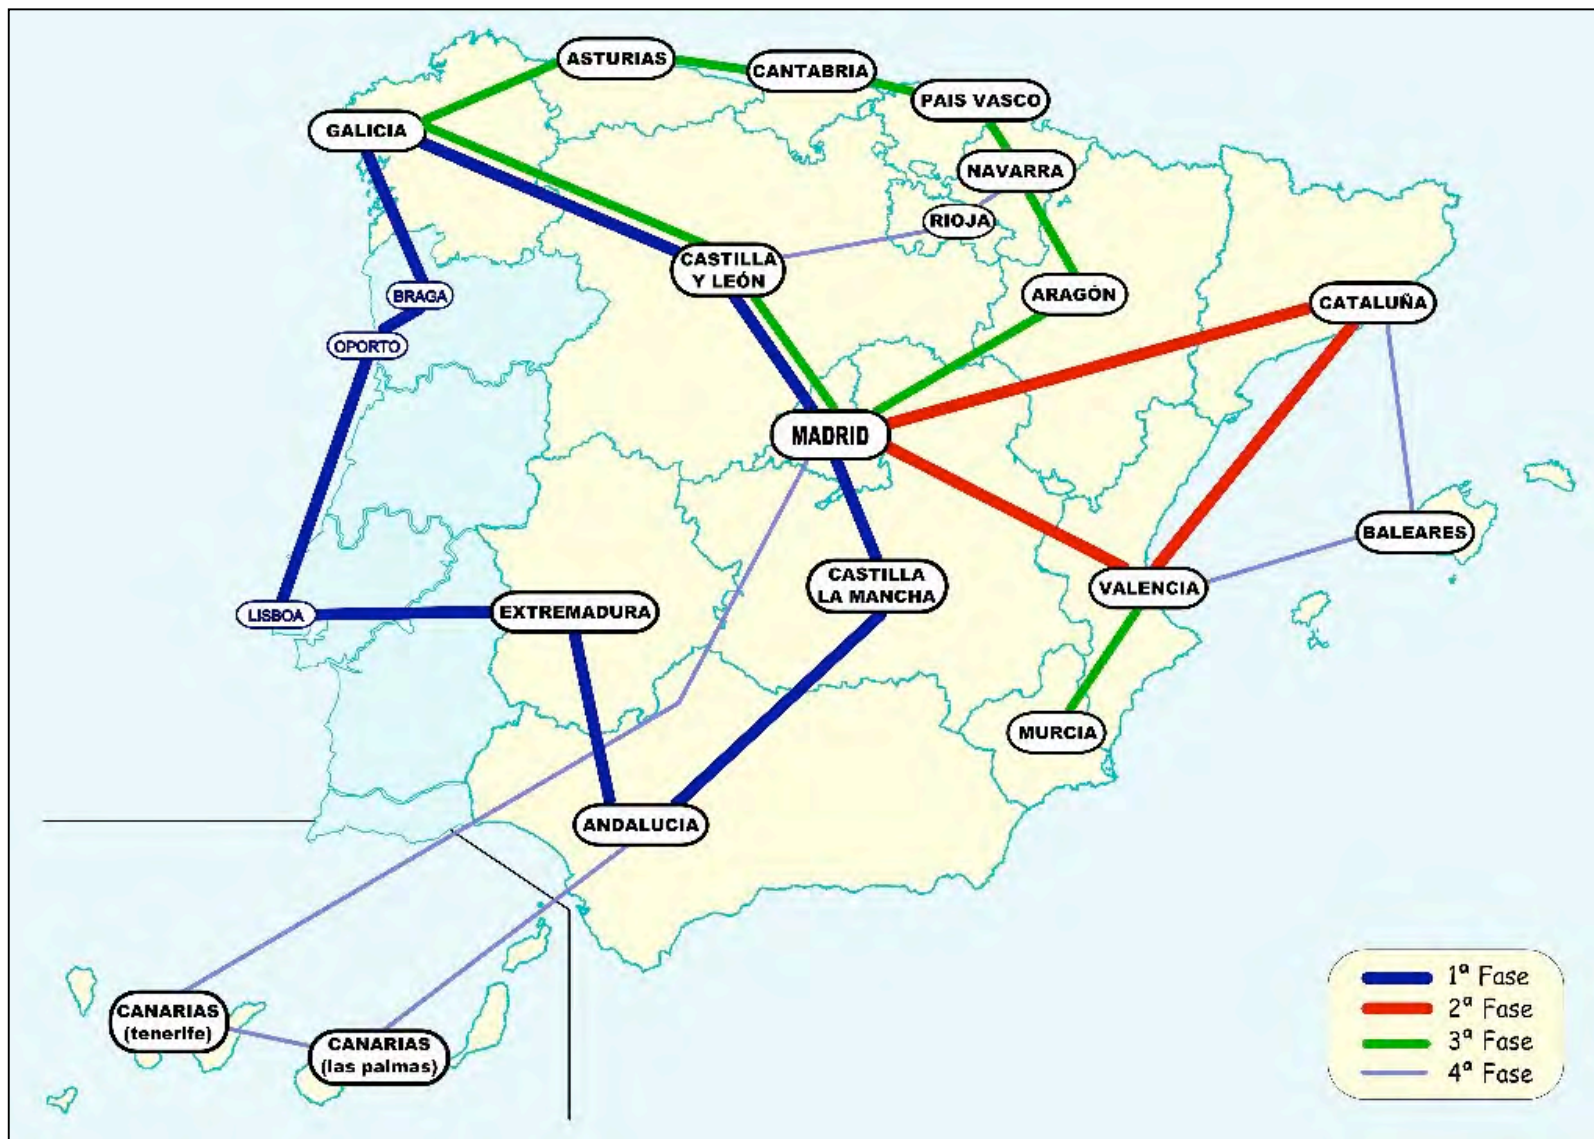 ASTURIAS
CANTABRIA
PAIS VASCO
GALICIA
NAVARRA
RIOJA
CASTILLA
Y LEÓN
BRAGA
ARAGÓN
CATALUÑA
OPORTO
MADRID
BALEARES
CASTILLA
LA MANCHA
VALENCIA
LISBOA
EXTREMADURA
MURCIA
ANDALUCIA
CANARIAS
(tenerife)
CANARIAS
(las palmas)
1ª Fase
2ª Fase
3ª Fase
4ª Fase